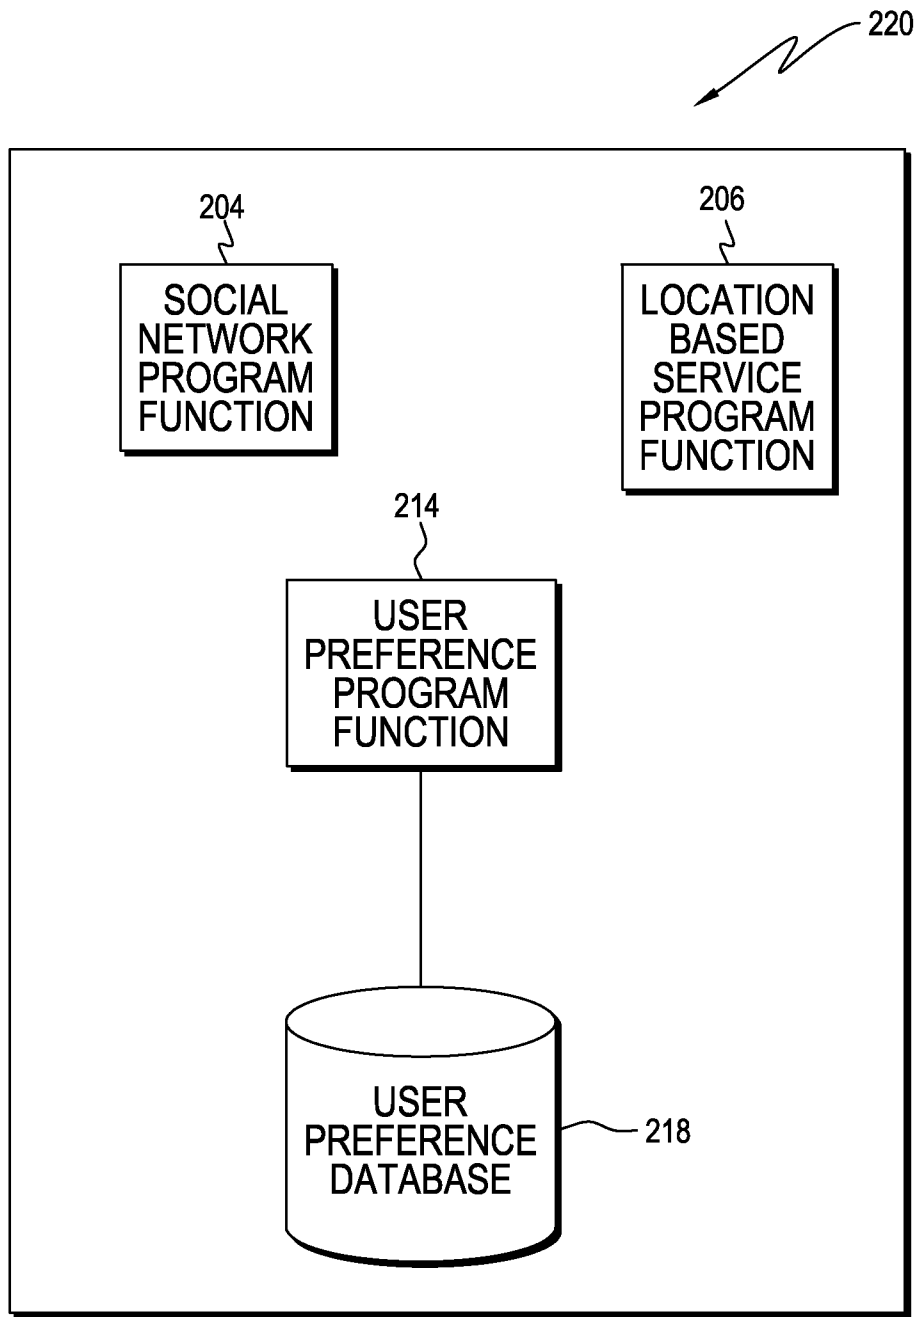 220
204
206
SOCIAL
NETWORK
PROGRAM
FUNCTION
LOCATION
BASED
SERVICE
PROGRAM
FUNCTION
214
USER
PREFERENCE
PROGRAM
FUNCTION
USER
PREFERENCE
DATABASE
218